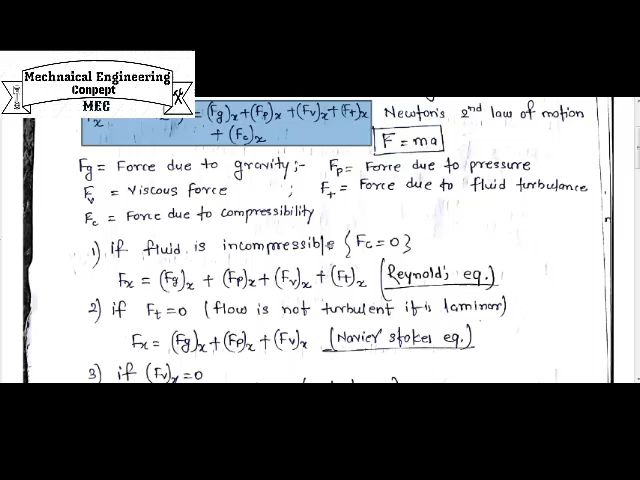 Mechnaical Engineering
Conpept
MEC
= (Fg)x + (Fp)x + (Fv)x + (Ft)x
+ (Fc)x
Newton's 2nd law of motion
F = ma
Fg = Force due to gravity;- Fp = Force due to pressure
Fv = Viscous force ; Ft = Force due to fluid turbulance
Fc = Force due to compressibility
1) if fluid is incompressible {Fc = 0}
Fx = (Fg)x + (Fp)x + (Fv)x + (Ft)x (Reynold's eq.)
2) if Ft = 0 (flow is not turbulent it is laminar)
Fx = (Fg)x + (Fp)x + (Fv)x (Navier stokes eq.)
3) if (Fv)x = 0